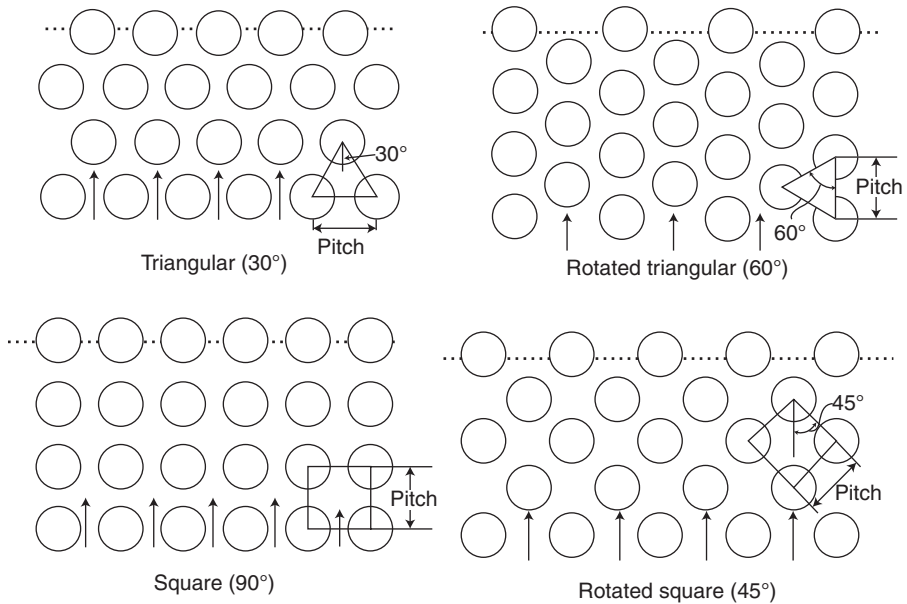 30°
Pitch
Triangular (30°)
Pitch
60°
Rotated triangular (60°)
Pitch
Square (90°)
45°
Pitch
Rotated square (45°)